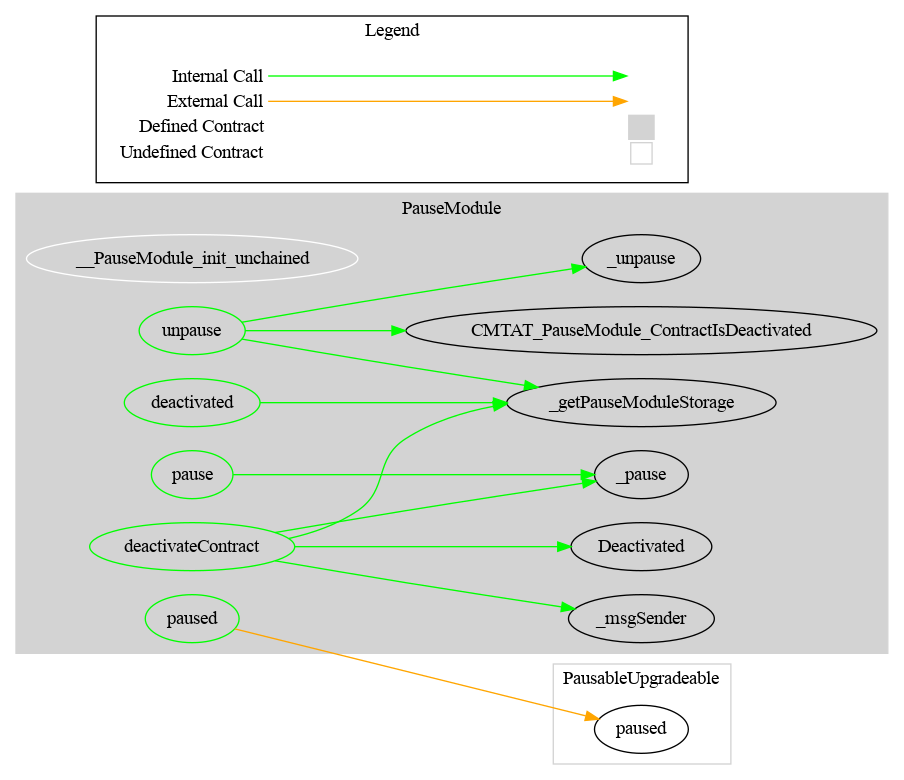 Legend
Internal Call
External Call
Defined Contract
Undefined Contract
PauseModule
__PauseModule_init_unchained
_unpause
unpause
CMTAT_PauseModule_ContractIsDeactivated
deactivated
_getPauseModuleStorage
pause
_pause
deactivateContract
Deactivated
paused
_msgSender
PausableUpgradeable
paused